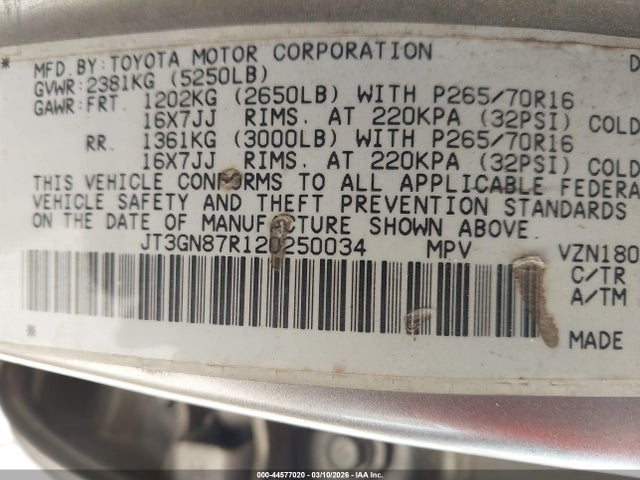 * MFD.BY:TOYOTA MOTOR CORPORATION D
GVWR:2381KG (5250LB)
GAWR:FRT. 1202KG (2650LB) WITH P265/70R16
16X7JJ RIMS. AT 220KPA (32PSI) COLD
RR. 1361KG (3000LB) WITH P265/70R16
16X7JJ RIMS. AT 220KPA (32PSI) COLD
THIS VEHICLE CONFORMS TO ALL APPLICABLE FEDERA
VEHICLE SAFETY AND THEFT PREVENTION STANDARDS
ON THE DATE OF MANUFACTURE SHOWN ABOVE.
JT3GN87R120250034 MPV VZN180
C/TR
A/TM
* MADE
000-44577020 — 03/10/2026 — IAA Inc.